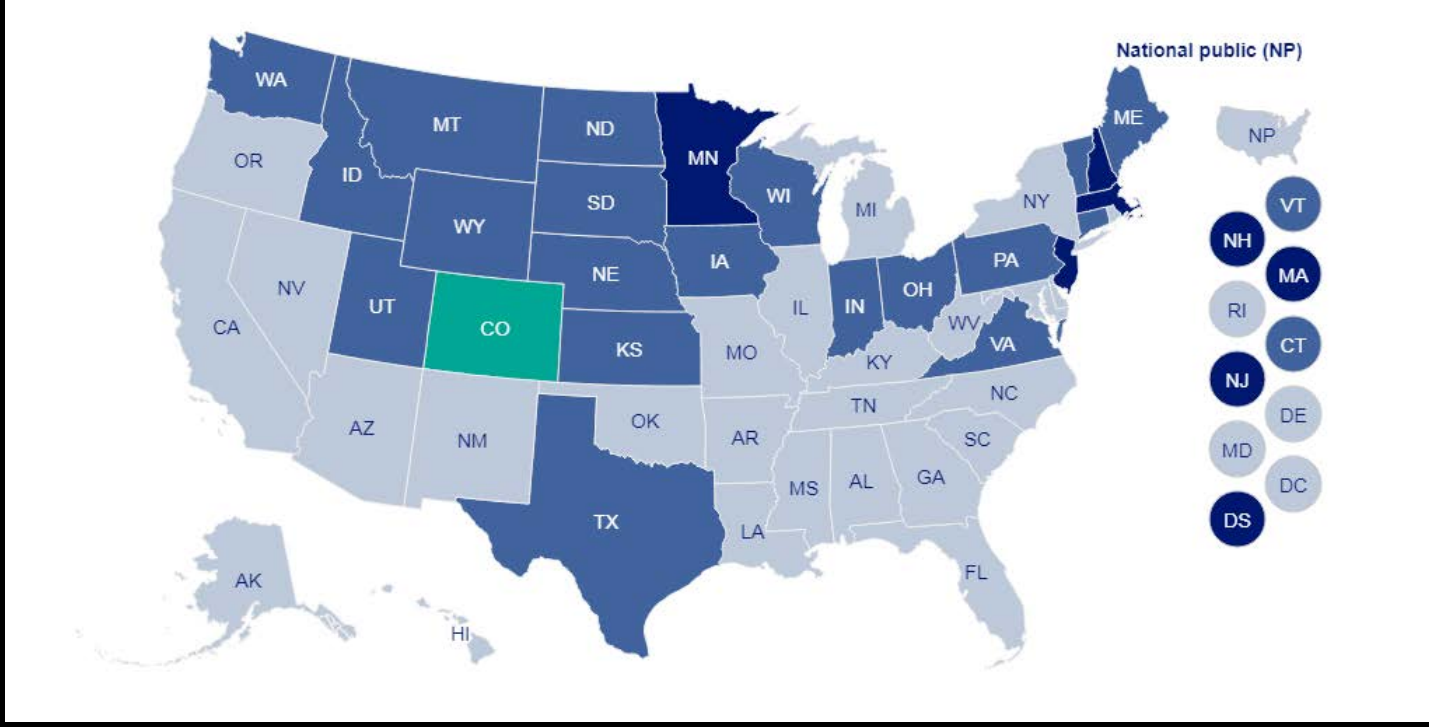 National public (NP)
WA
MT
ND
MN
ME
NP
OR
ID
SD
WI
MI
NY
VT
WY
NH
IA
PA
MA
NE
NV
UT
IN
OH
RI
CA
CO
IL
WV
VA
CT
KS
MO
KY
NJ
AZ
NM
OK
AR
TN
NC
DE
SC
MD
MS
AL
GA
DC
TX
LA
DS
AK
FL
HI